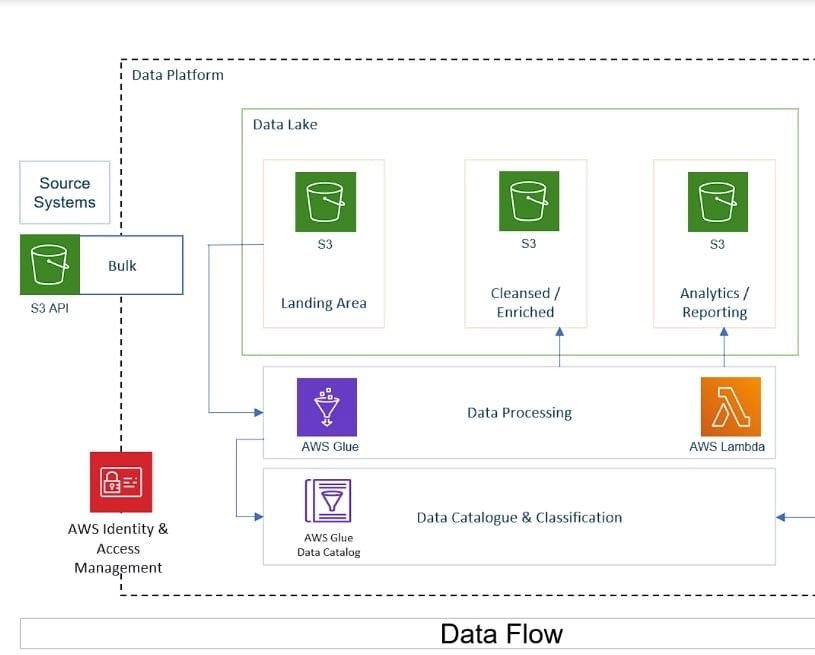 Data Platform
Data Lake
Source
Systems
S3
S3
S3
Bulk
S3 API
Landing Area
Cleansed /
Enriched
Analytics /
Reporting
Data Processing
AWS Glue
AWS Lambda
AWS Identity &
Access
Management
Data Catalogue & Classification
AWS Glue
Data Catalog
Data Flow